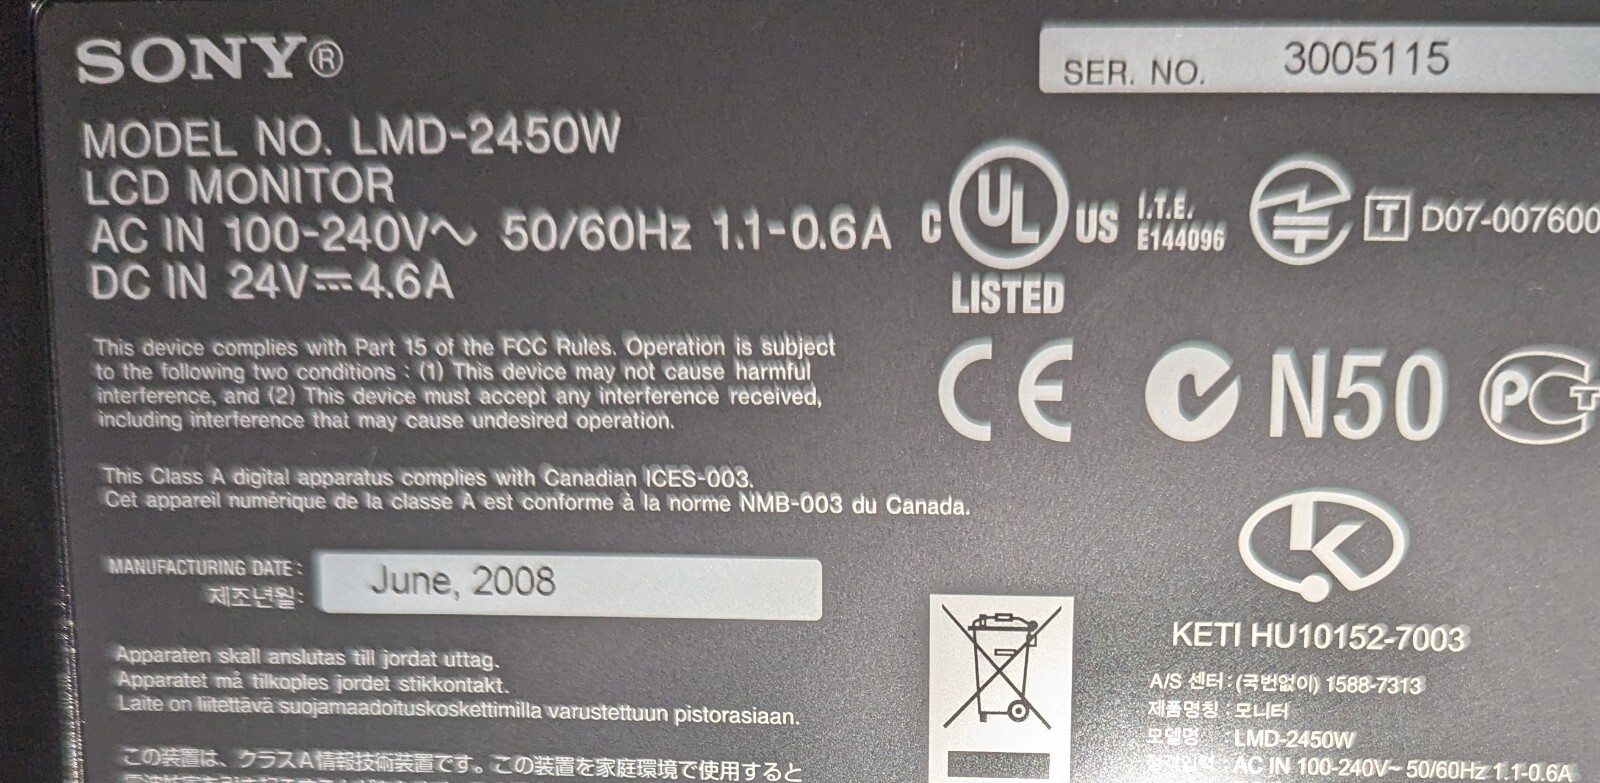 SONY®
SER. NO. 3005115
MODEL NO. LMD-2450W
LCD MONITOR
AC IN 100-240V~ 50/60Hz 1.1-0.6A
DC IN 24V⎓4.6A
C UL US LISTED
I.T.E.
E144096
T D07-007600
This device complies with Part 15 of the FCC Rules. Operation is subject
to the following two conditions : (1) This device may not cause harmful
interference, and (2) This device must accept any interference received,
including interference that may cause undesired operation.
CE N50 PCT
This Class A digital apparatus complies with Canadian ICES-003.
Cet appareil numérique de la classe A est conforme à la norme NMB-003 du Canada.
MANUFACTURING DATE :
제조년월:
June, 2008
KETI HU10152-7003
Apparaten skall anslutas till jordat uttag.
Apparatet må tilkoples jordet stikkontakt.
Laite on liitettävä suojamaadoituskoskettimilla varustettuun pistorasiaan.
A/S 센터 : (국번없이) 1588-7313
제품명칭 : 모니터
모델명 : LMD-2450W
: AC IN 100-240V~ 50/60Hz 1.1-0.6A
この装置は、クラスA情報技術装置です。この装置を家庭環境で使用すると